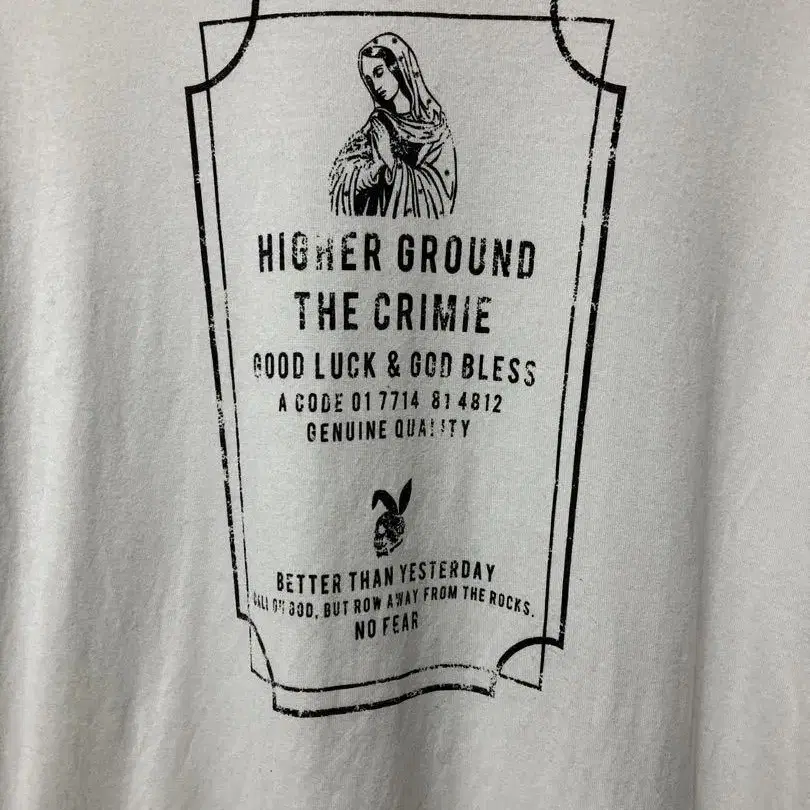 HIGHER GROUND
THE CRIMIE
GOOD LUCK & GOD BLESS
A CODE 01 7714 81 4812
GENUINE QUALITY
BETTER THAN YESTERDAY
CALL ON GOD, BUT ROW AWAY FROM THE ROCKS.
NO FEAR